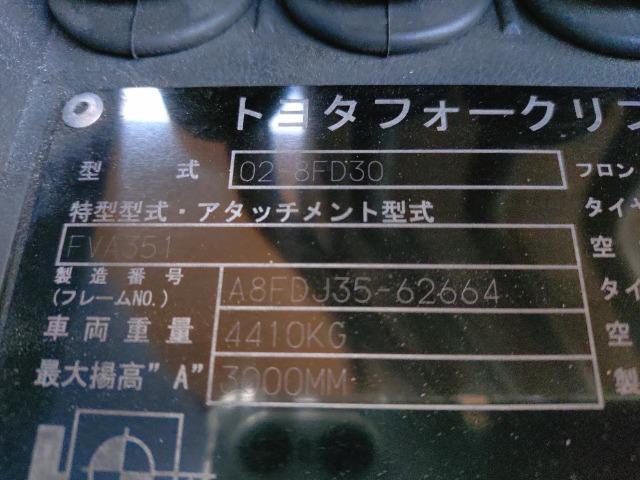 トヨタフォークリフ
型 式 02-8FD30 フロン
特型型式・アタッチメント型式 タイヤ
FVA351 空
製造番号 A8FDJ35-62664 タイ
(フレームNO.)
車両重量 4410KG 空
最大揚高"A" 3000MM 製